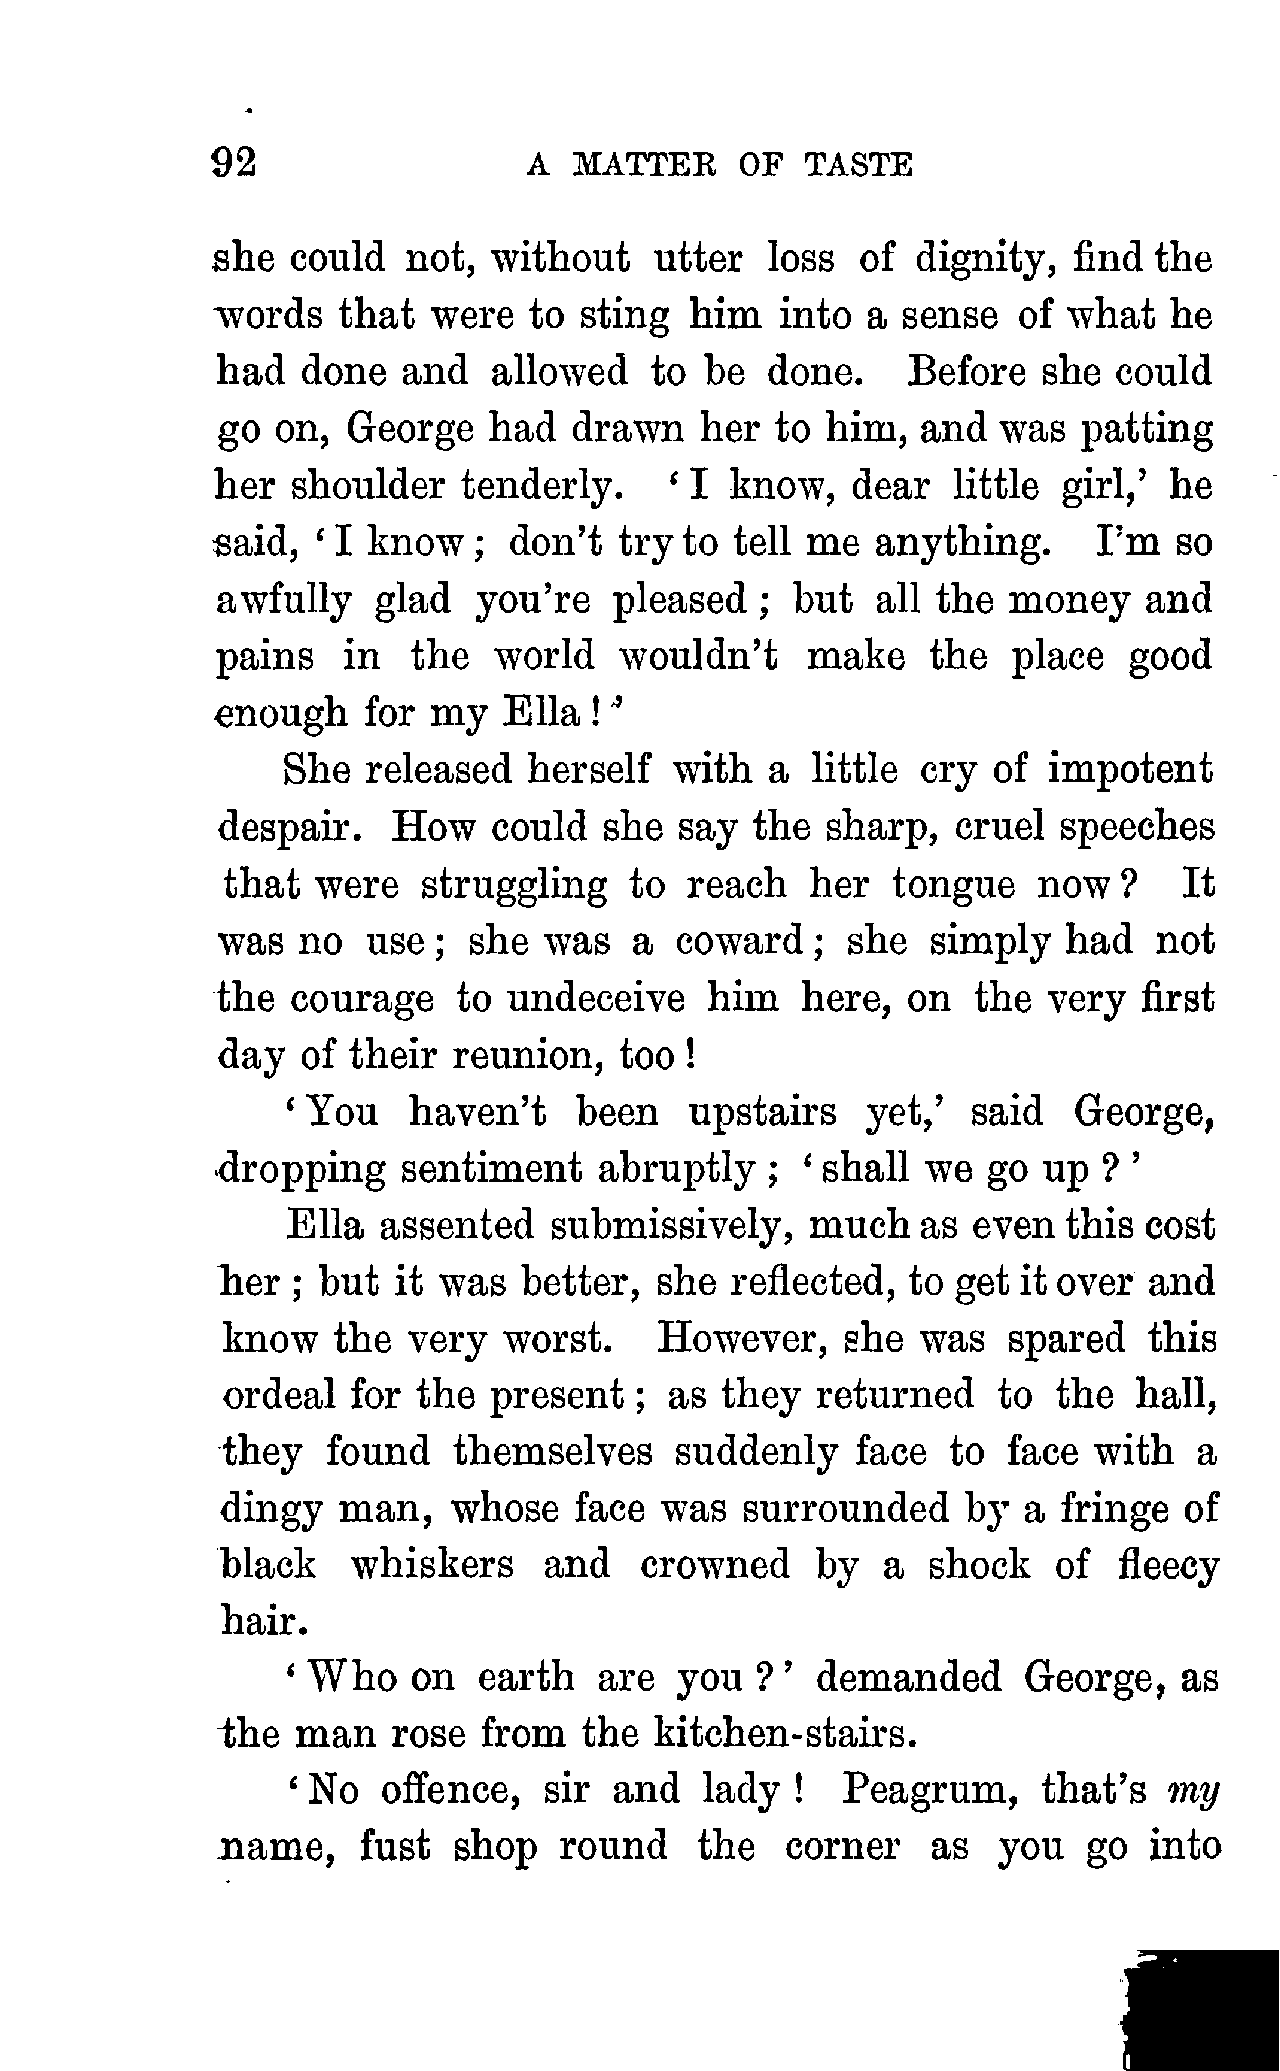 92 A MATTER OF TASTE
she could not, without utter loss of dignity, find the
words that were to sting him into a sense of what he
had done and allowed to be done. Before she could
go on, George had drawn her to him, and was patting
her shoulder tenderly. ‘I know, dear little girl,’ he
said, ‘I know; don’t try to tell me anything. I’m so
awfully glad you’re pleased; but all the money and
pains in the world wouldn’t make the place good
enough for my Ella!’
She released herself with a little cry of impotent
despair. How could she say the sharp, cruel speeches
that were struggling to reach her tongue now? It
was no use; she was a coward; she simply had not
the courage to undeceive him here, on the very first
day of their reunion, too!
‘You haven’t been upstairs yet,’ said George,
dropping sentiment abruptly; ‘shall we go up?’
Ella assented submissively, much as even this cost
her; but it was better, she reflected, to get it over and
know the very worst. However, she was spared this
ordeal for the present; as they returned to the hall,
they found themselves suddenly face to face with a
dingy man, whose face was surrounded by a fringe of
black whiskers and crowned by a shock of fleecy
hair.
‘Who on earth are you?’ demanded George, as
the man rose from the kitchen-stairs.
‘No offence, sir and lady! Peagrum, that’s my
name, fust shop round the corner as you go into